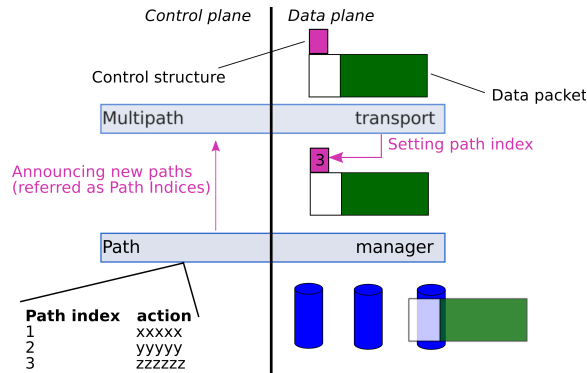 Control plane Data plane
Control structure
Data packet
Multipath transport
Setting path index
3
Announcing new paths
(referred as Path Indices)
Path manager
Path index action
1 xxxxx
2 yyyyy
3 zzzzzz